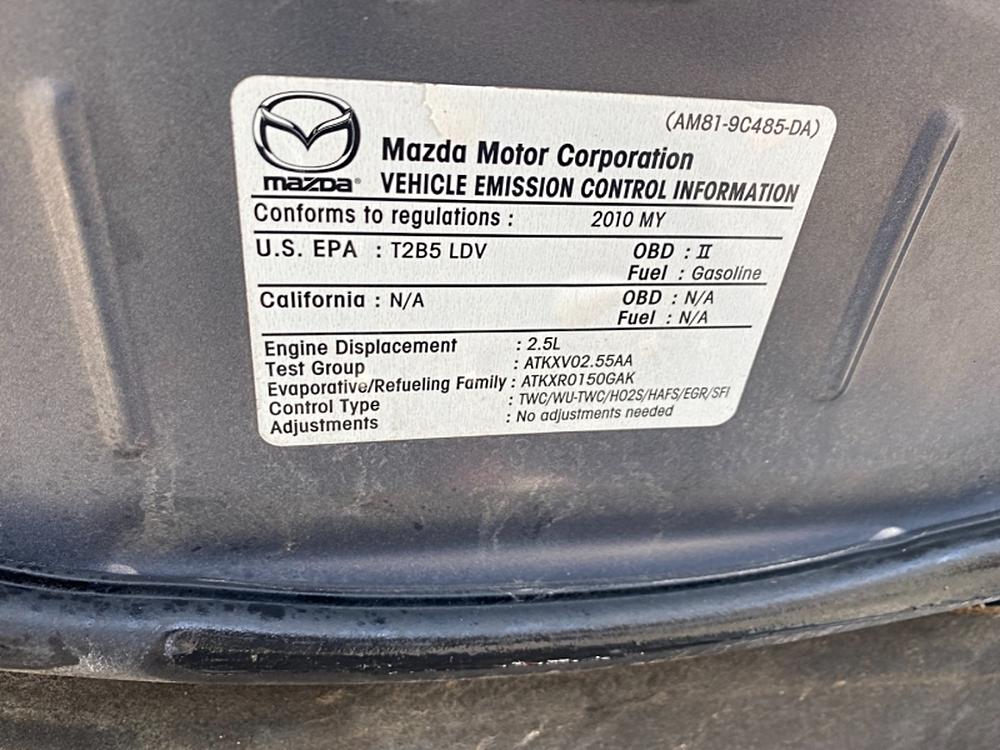 (AM81-9C485-DA)
mazda®
Mazda Motor Corporation
VEHICLE EMISSION CONTROL INFORMATION
Conforms to regulations : 2010 MY
U.S. EPA : T2B5 LDV OBD : II
Fuel : Gasoline
California : N/A OBD : N/A
Fuel : N/A
Engine Displacement : 2.5L
Test Group : ATKXV02.55AA
Evaporative/Refueling Family : ATKXR0150GAK
Control Type : TWC/WU-TWC/HO2S/HAFS/EGR/SFI
Adjustments : No adjustments needed